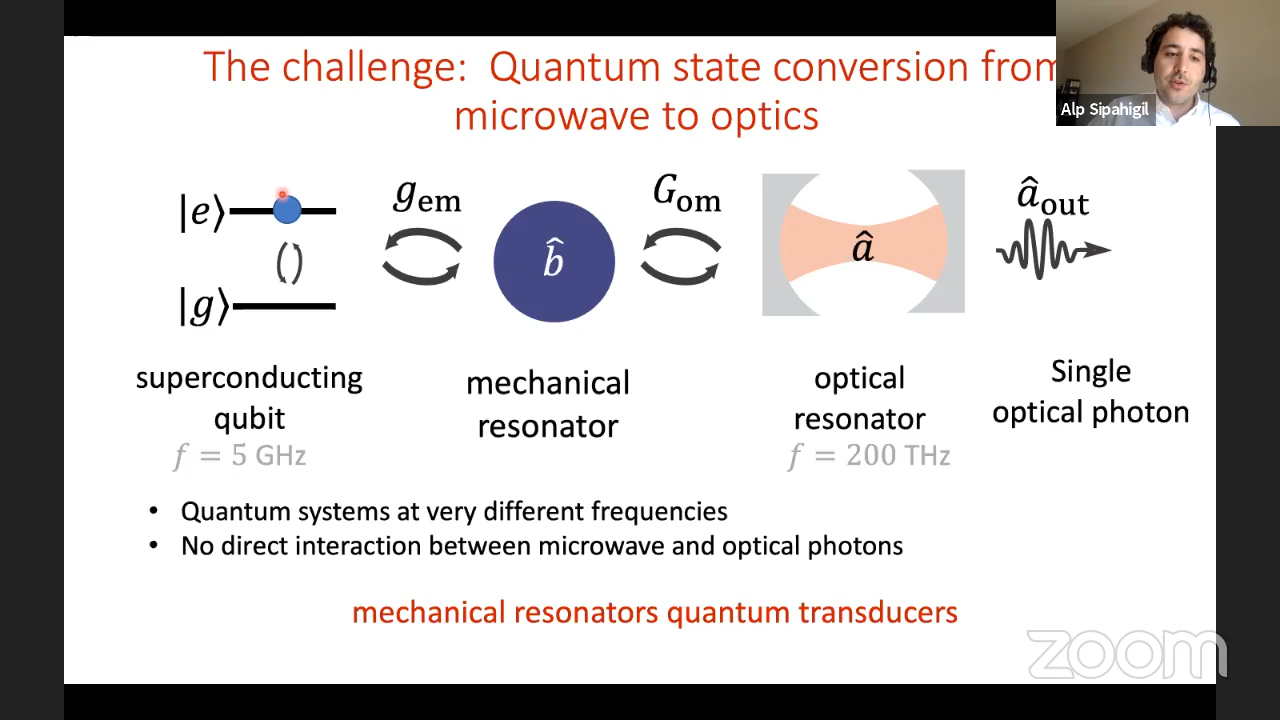 The challenge: Quantum state conversion from
microwave to optics
Alp Sipahigil
|e⟩
g_em
G_om
â_out
b̂
â
|g⟩
superconducting
qubit
f = 5 GHz
mechanical
resonator
optical
resonator
f = 200 THz
Single
optical photon
• Quantum systems at very different frequencies
• No direct interaction between microwave and optical photons
mechanical resonators quantum transducers
zoom